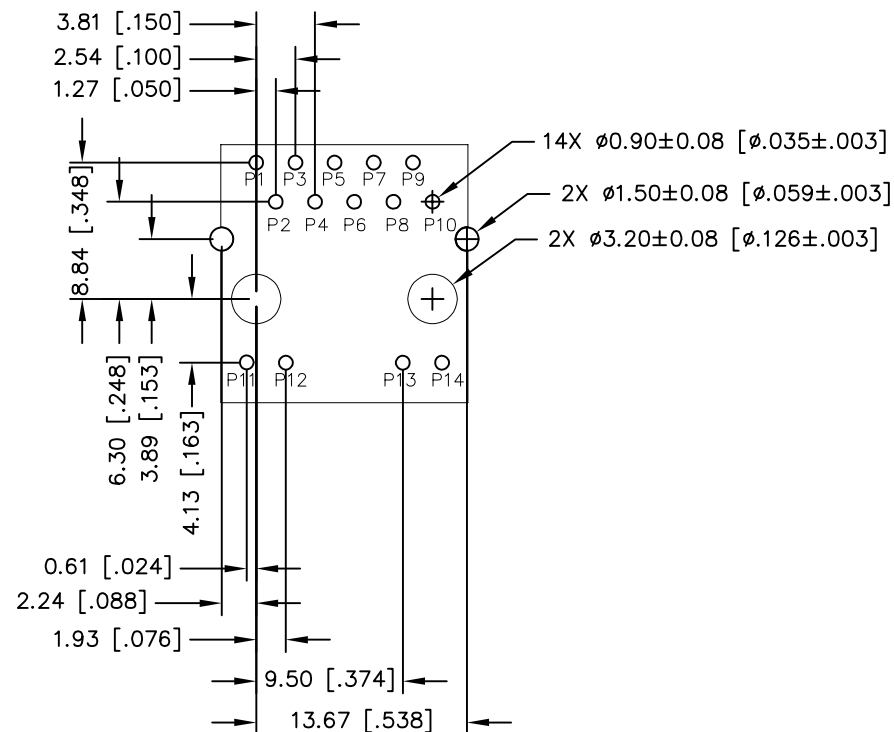 3.81 [.150]
2.54 [.100]
1.27 [.050]
14X ø0.90±0.08 [ø.035±.003]
P1 P3 P5 P7 P9
2X ø1.50±0.08 [ø.059±.003]
P2 P4 P6 P8 P10
8.84 [.348]
2X ø3.20±0.08 [ø.126±.003]
P11 P12 P13 P14
6.30 [.248]
3.89 [.153]
4.13 [.163]
0.61 [.024]
2.24 [.088]
1.93 [.076]
9.50 [.374]
13.67 [.538]